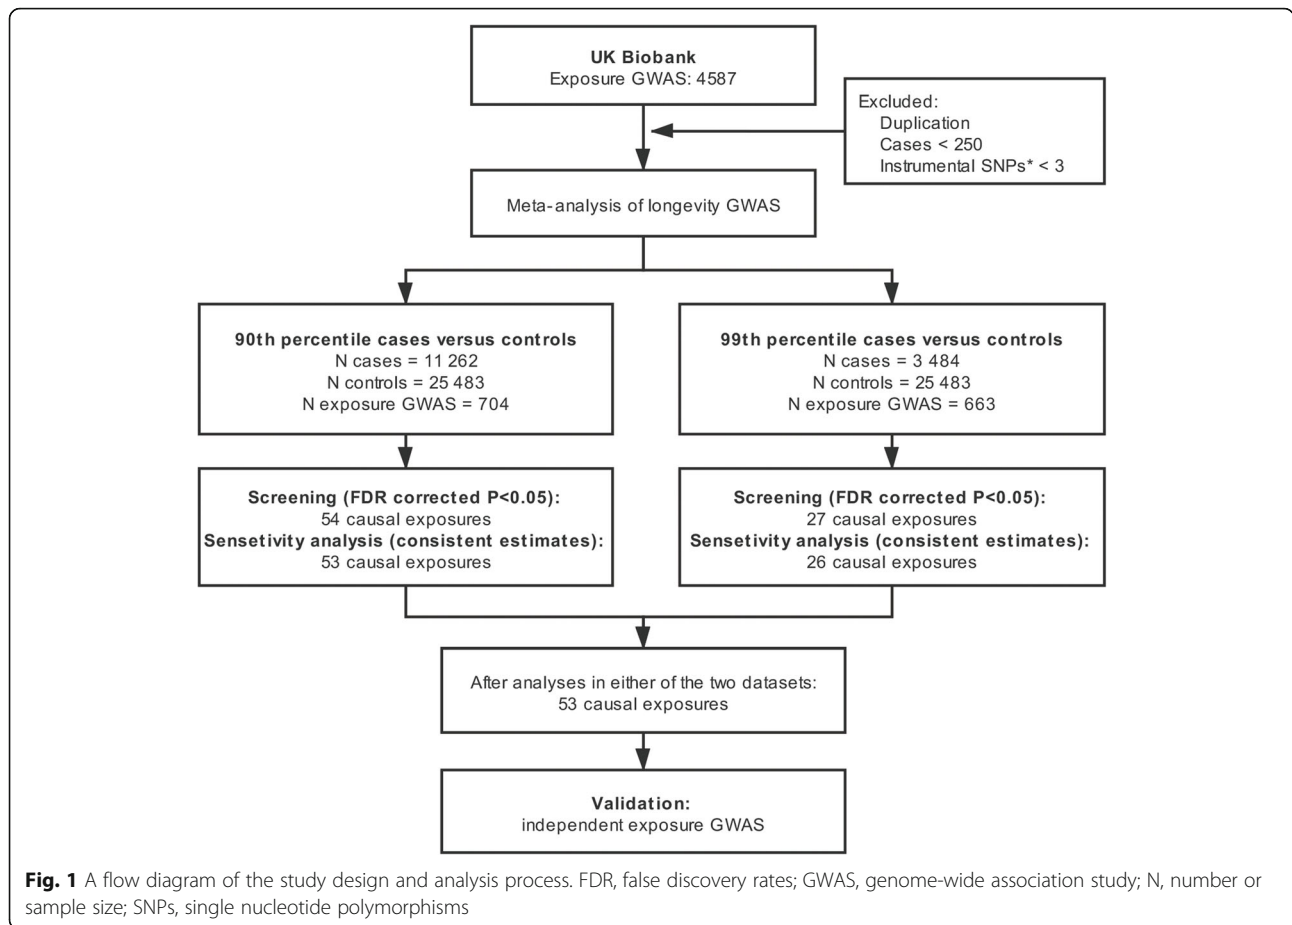 UK Biobank
Exposure GWAS: 4587
Excluded:
Duplication
Cases < 250
Instrumental SNPs* < 3
Meta-analysis of longevity GWAS
90th percentile cases versus controls
N cases = 11 262
N controls = 25 483
N exposure GWAS = 704
99th percentile cases versus controls
N cases = 3 484
N controls = 25 483
N exposure GWAS = 663
Screening (FDR corrected P<0.05):
54 causal exposures
Sensetivity analysis (consistent estimates):
53 causal exposures
Screening (FDR corrected P<0.05):
27 causal exposures
Sensetivity analysis (consistent estimates):
26 causal exposures
After analyses in either of the two datasets:
53 causal exposures
Validation:
independent exposure GWAS
Fig. 1 A flow diagram of the study design and analysis process. FDR, false discovery rates; GWAS, genome-wide association study; N, number or
sample size; SNPs, single nucleotide polymorphisms